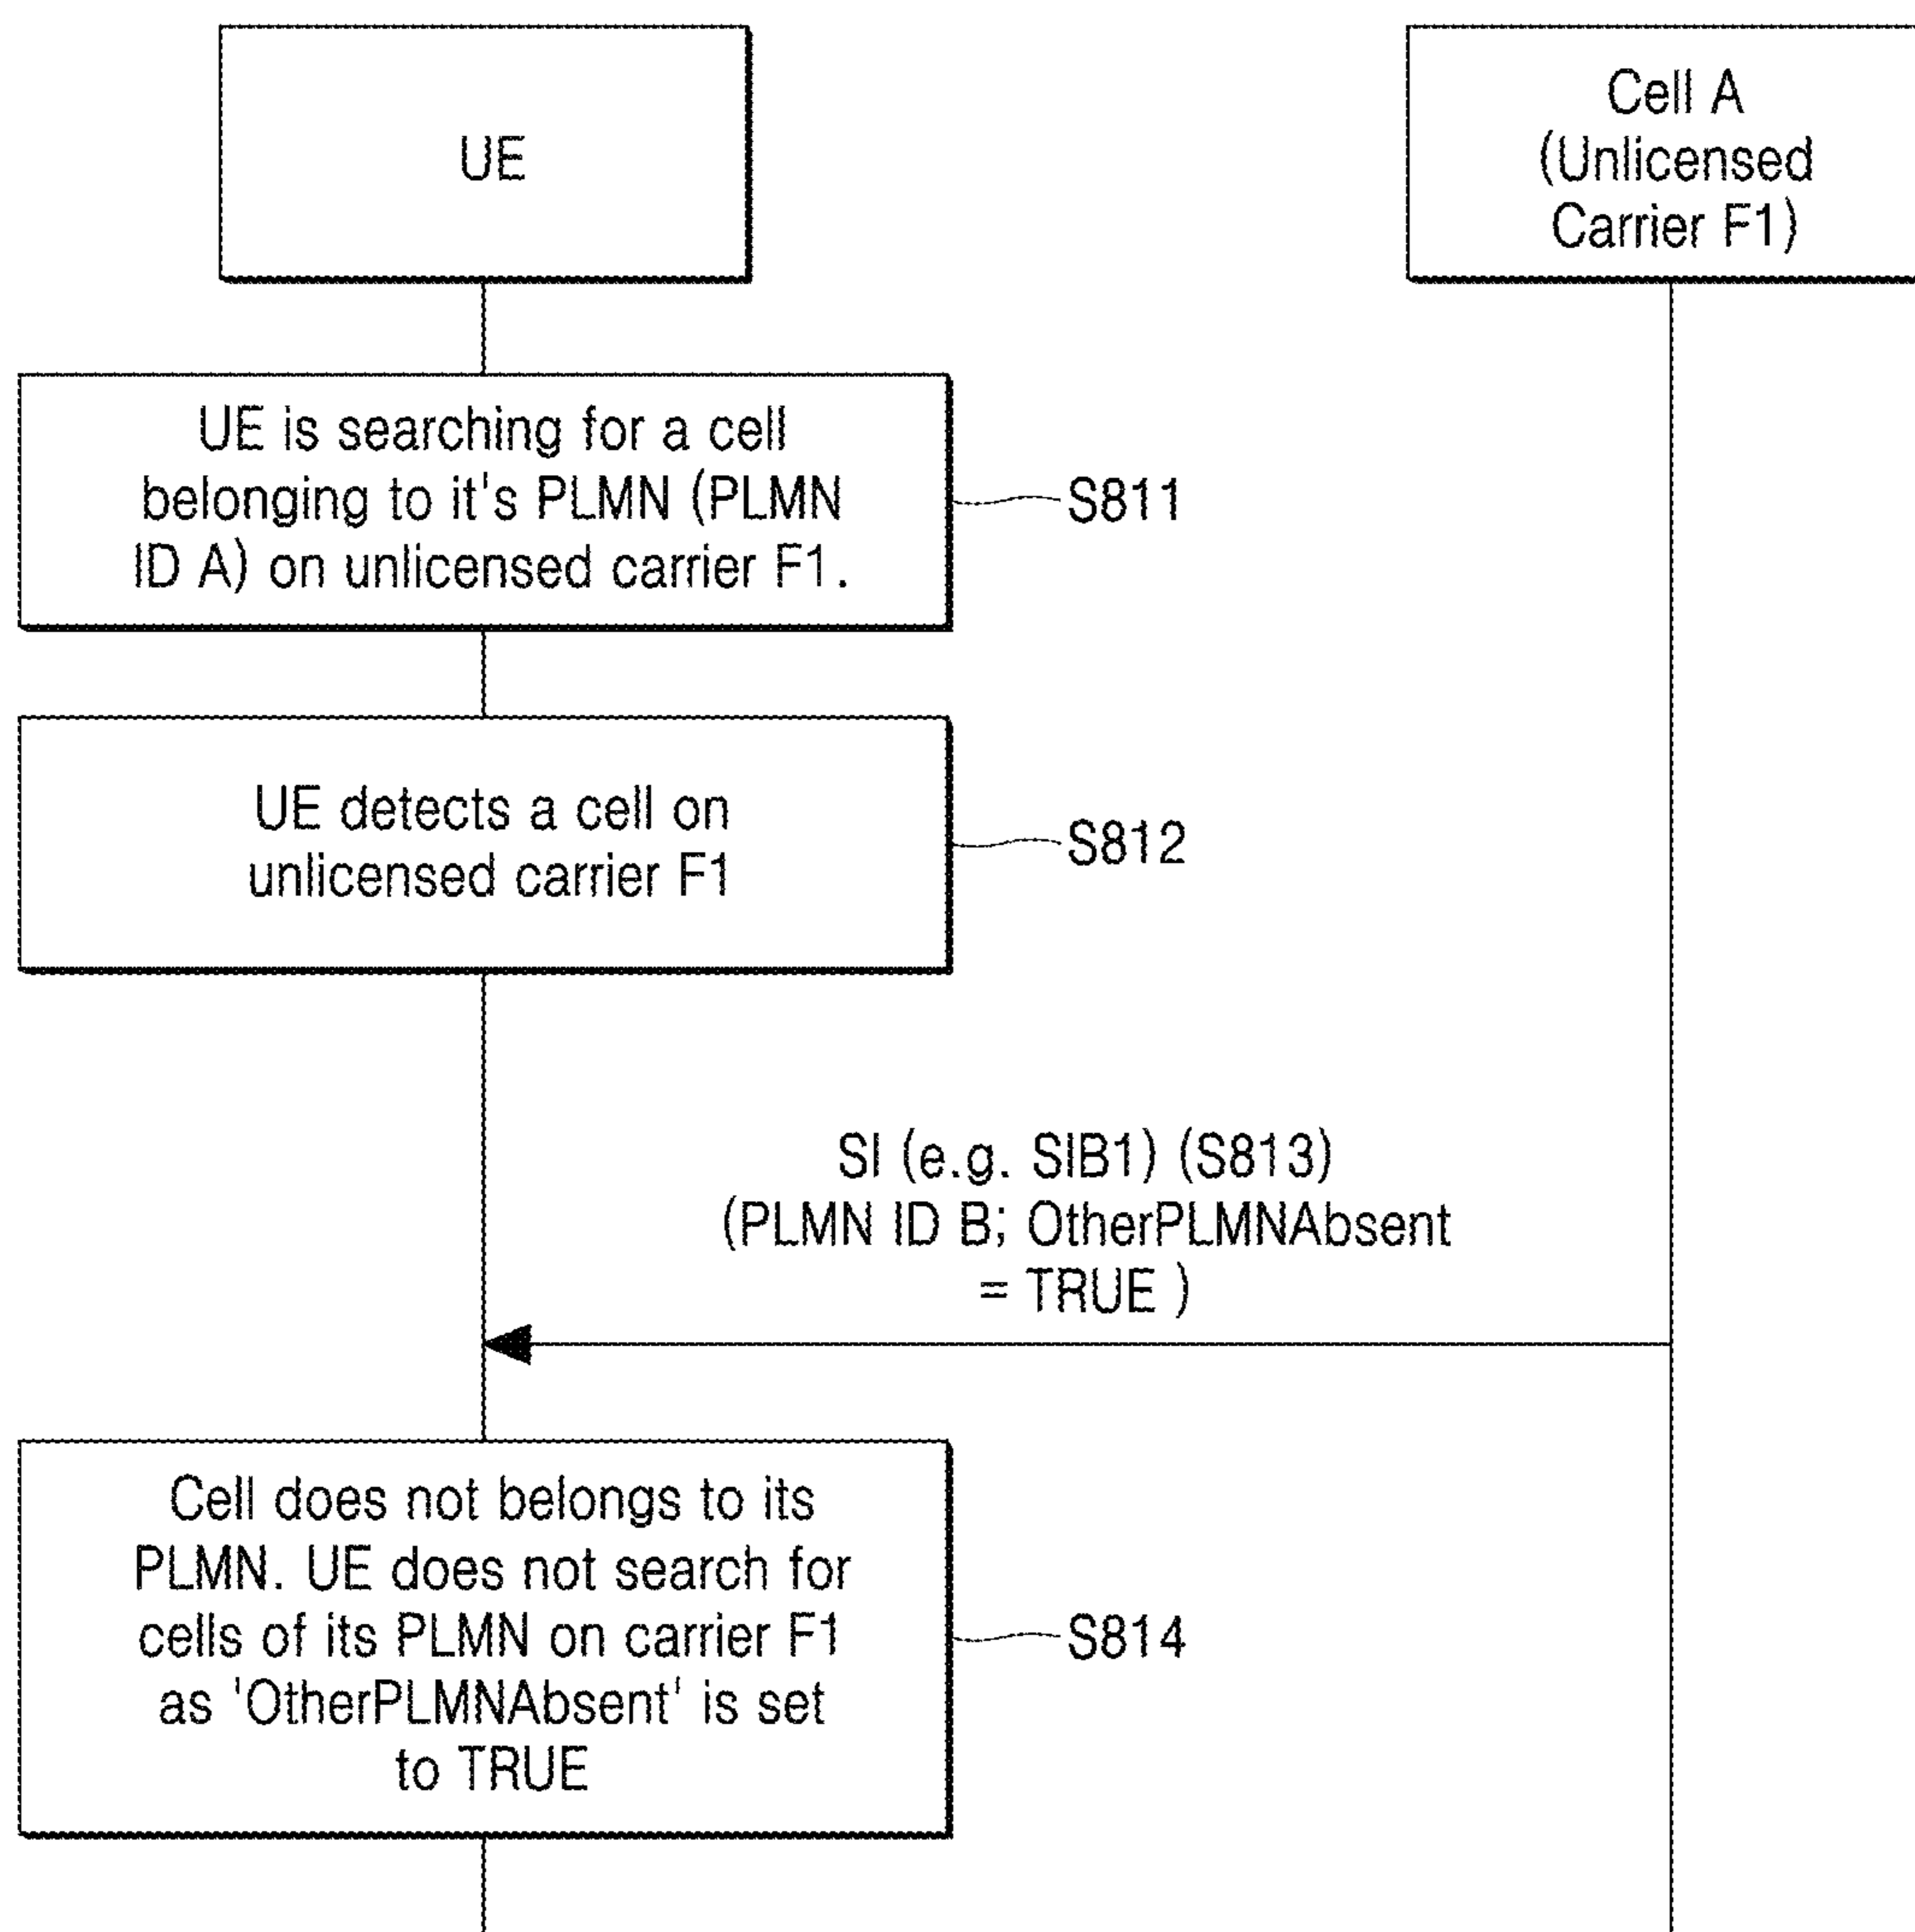 UE
Cell A
(Unlicensed
Carrier F1)
UE is searching for a cell
belonging to it's PLMN (PLMN
ID A) on unlicensed carrier F1.
S811
UE detects a cell on
unlicensed carrier F1
S812
SI (e.g. SIB1) (S813)
(PLMN ID B; OtherPLMNAbsent
= TRUE )
Cell does not belongs to its
PLMN. UE does not search for
cells of its PLMN on carrier F1
as 'OtherPLMNAbsent' is set
to TRUE
S814